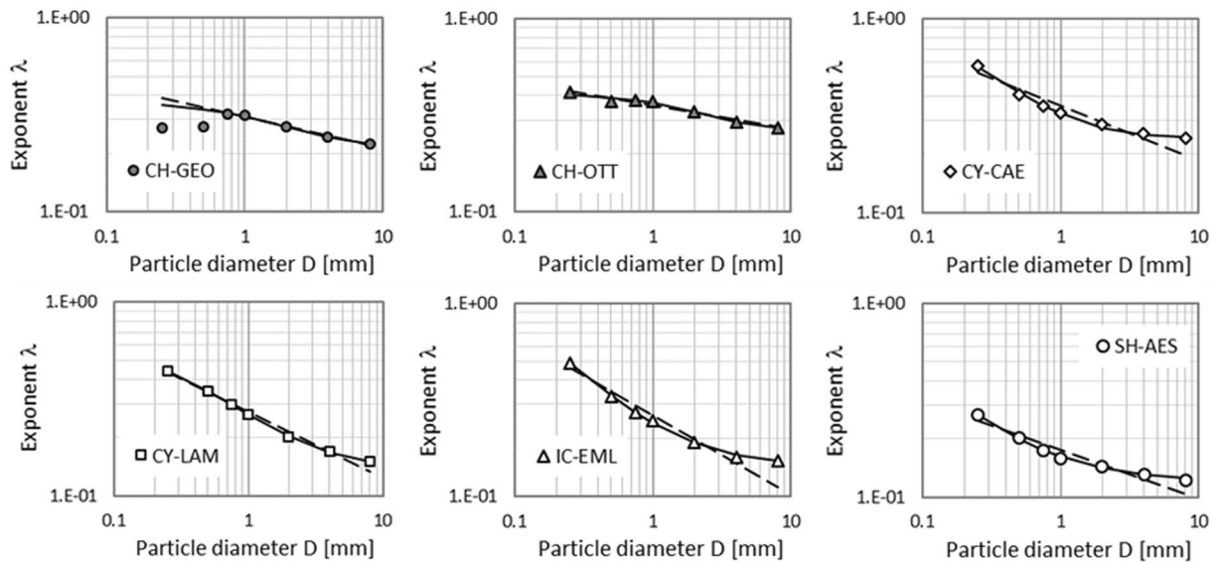 1.E+00
Exponent λ
CH-GEO
1.E-01
0.1 1 10
Particle diameter D [mm]
1.E+00
Exponent λ
CH-OTT
1.E-01
0.1 1 10
Particle diameter D [mm]
1.E+00
Exponent λ
CY-CAE
1.E-01
0.1 1 10
Particle diameter D [mm]
1.E+00
Exponent λ
CY-LAM
1.E-01
0.1 1 10
Particle diameter D [mm]
1.E+00
Exponent λ
IC-EML
1.E-01
0.1 1 10
Particle diameter D [mm]
1.E+00
Exponent λ
SH-AES
1.E-01
0.1 1 10
Particle diameter D [mm]